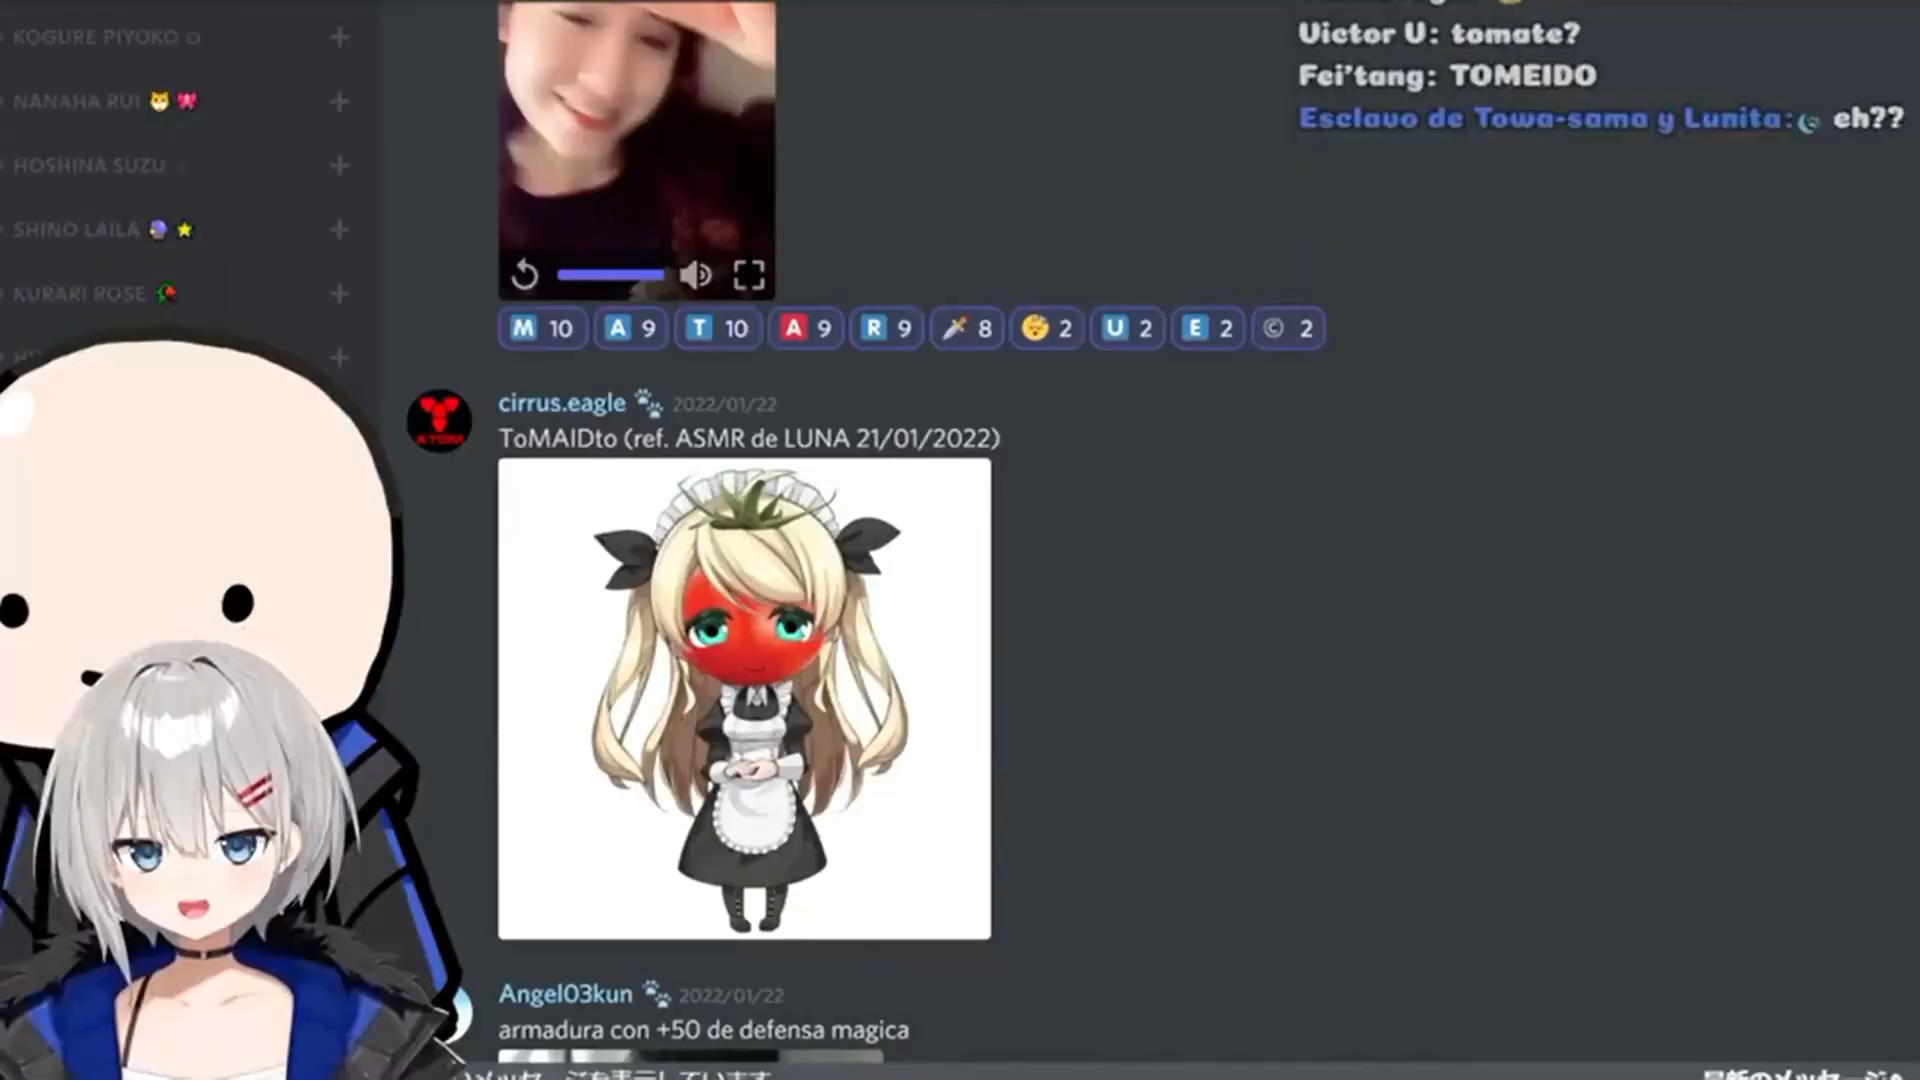 KOGURE PIYOKO
NANAHA RUI
HOSHINA SUZU
SHINO LAILA
KURARI ROSE
Victor U: tomate?
Fei'tang: TOMEIDO
Esclavo de Towa-sama y Lunita: eh??
M 10 A 9 T 10 A 9 R 9 8 2 U 2 E 2 © 2
ATOM
cirrus.eagle 2022/01/22
ToMAIDto (ref. ASMR de LUNA 21/01/2022)
Angel03kun 2022/01/22
armadura con +50 de defensa magica